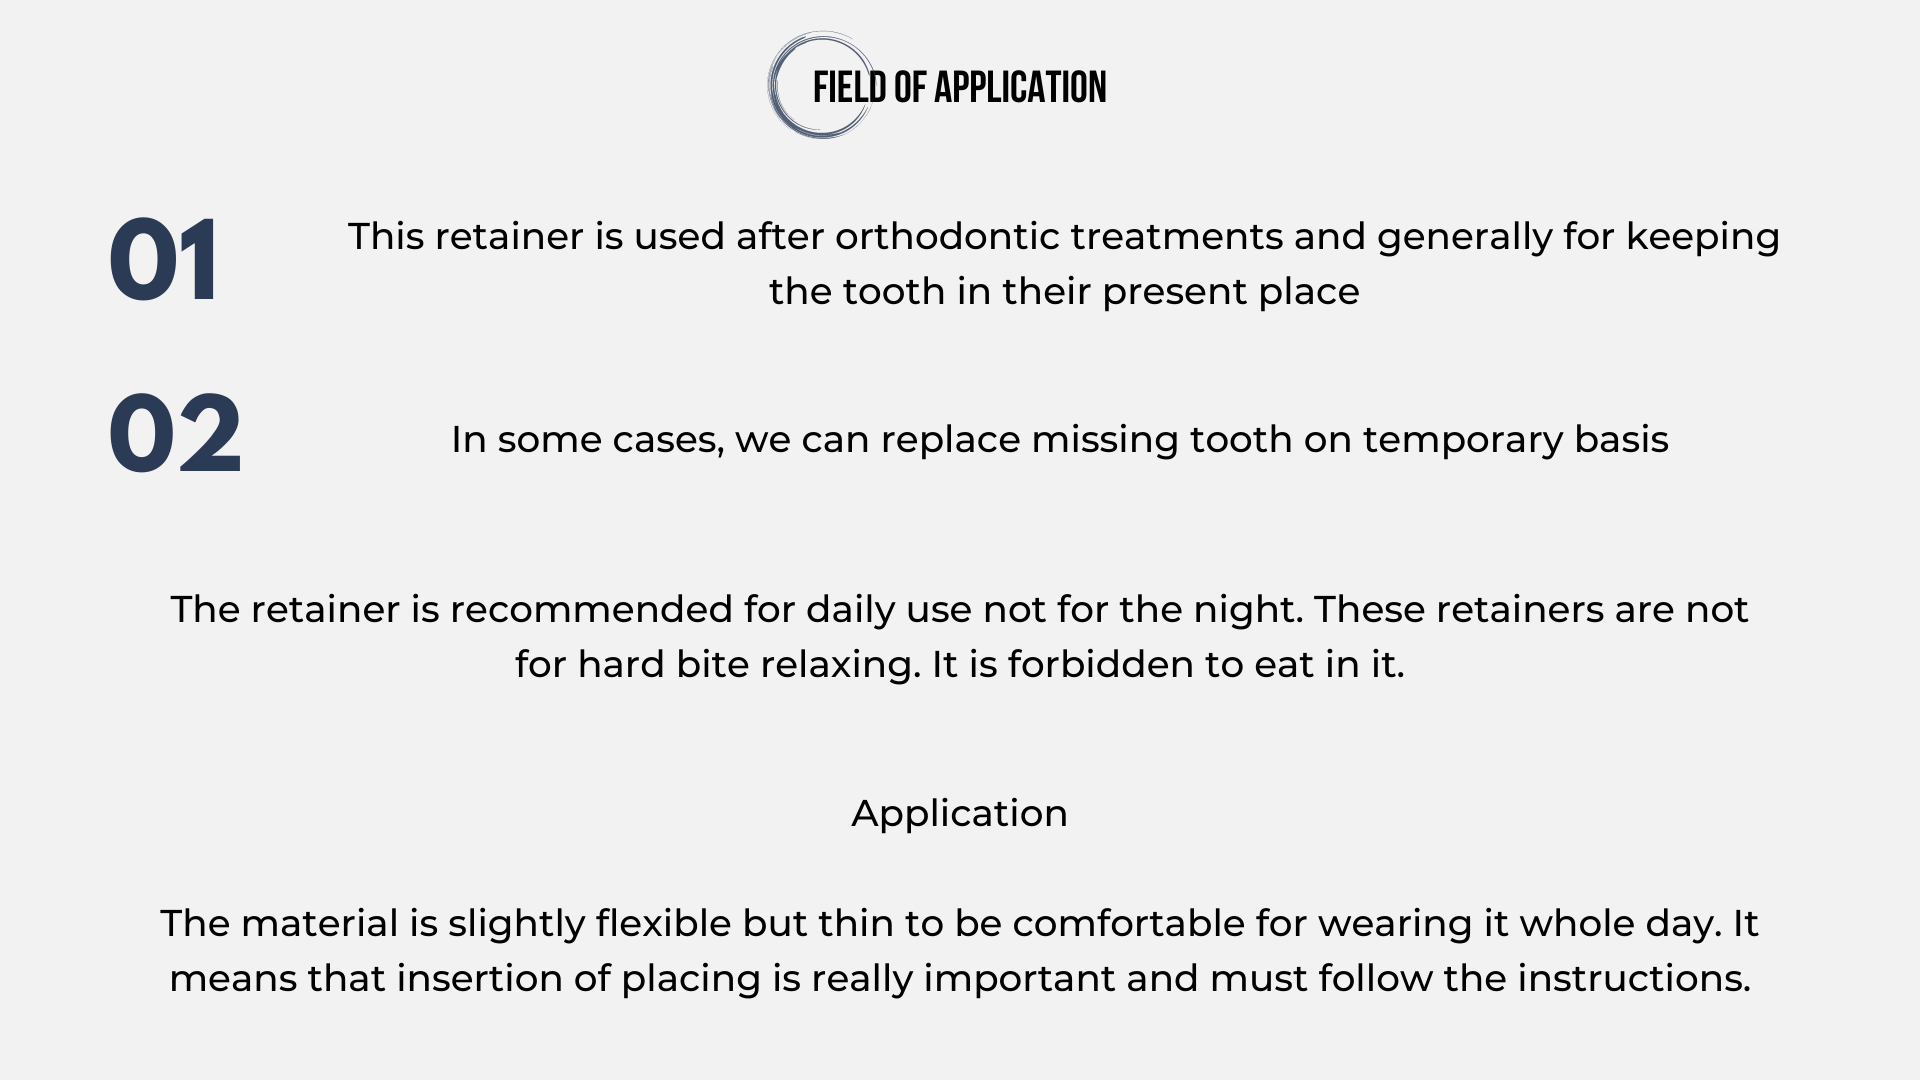 FIELD OF APPLICATION
01
This retainer is used after orthodontic treatments and generally for keeping
the tooth in their present place
02
In some cases, we can replace missing tooth on temporary basis
The retainer is recommended for daily use not for the night. These retainers are not
for hard bite relaxing. It is forbidden to eat in it.
Application
The material is slightly flexible but thin to be comfortable for wearing it whole day. It
means that insertion of placing is really important and must follow the instructions.